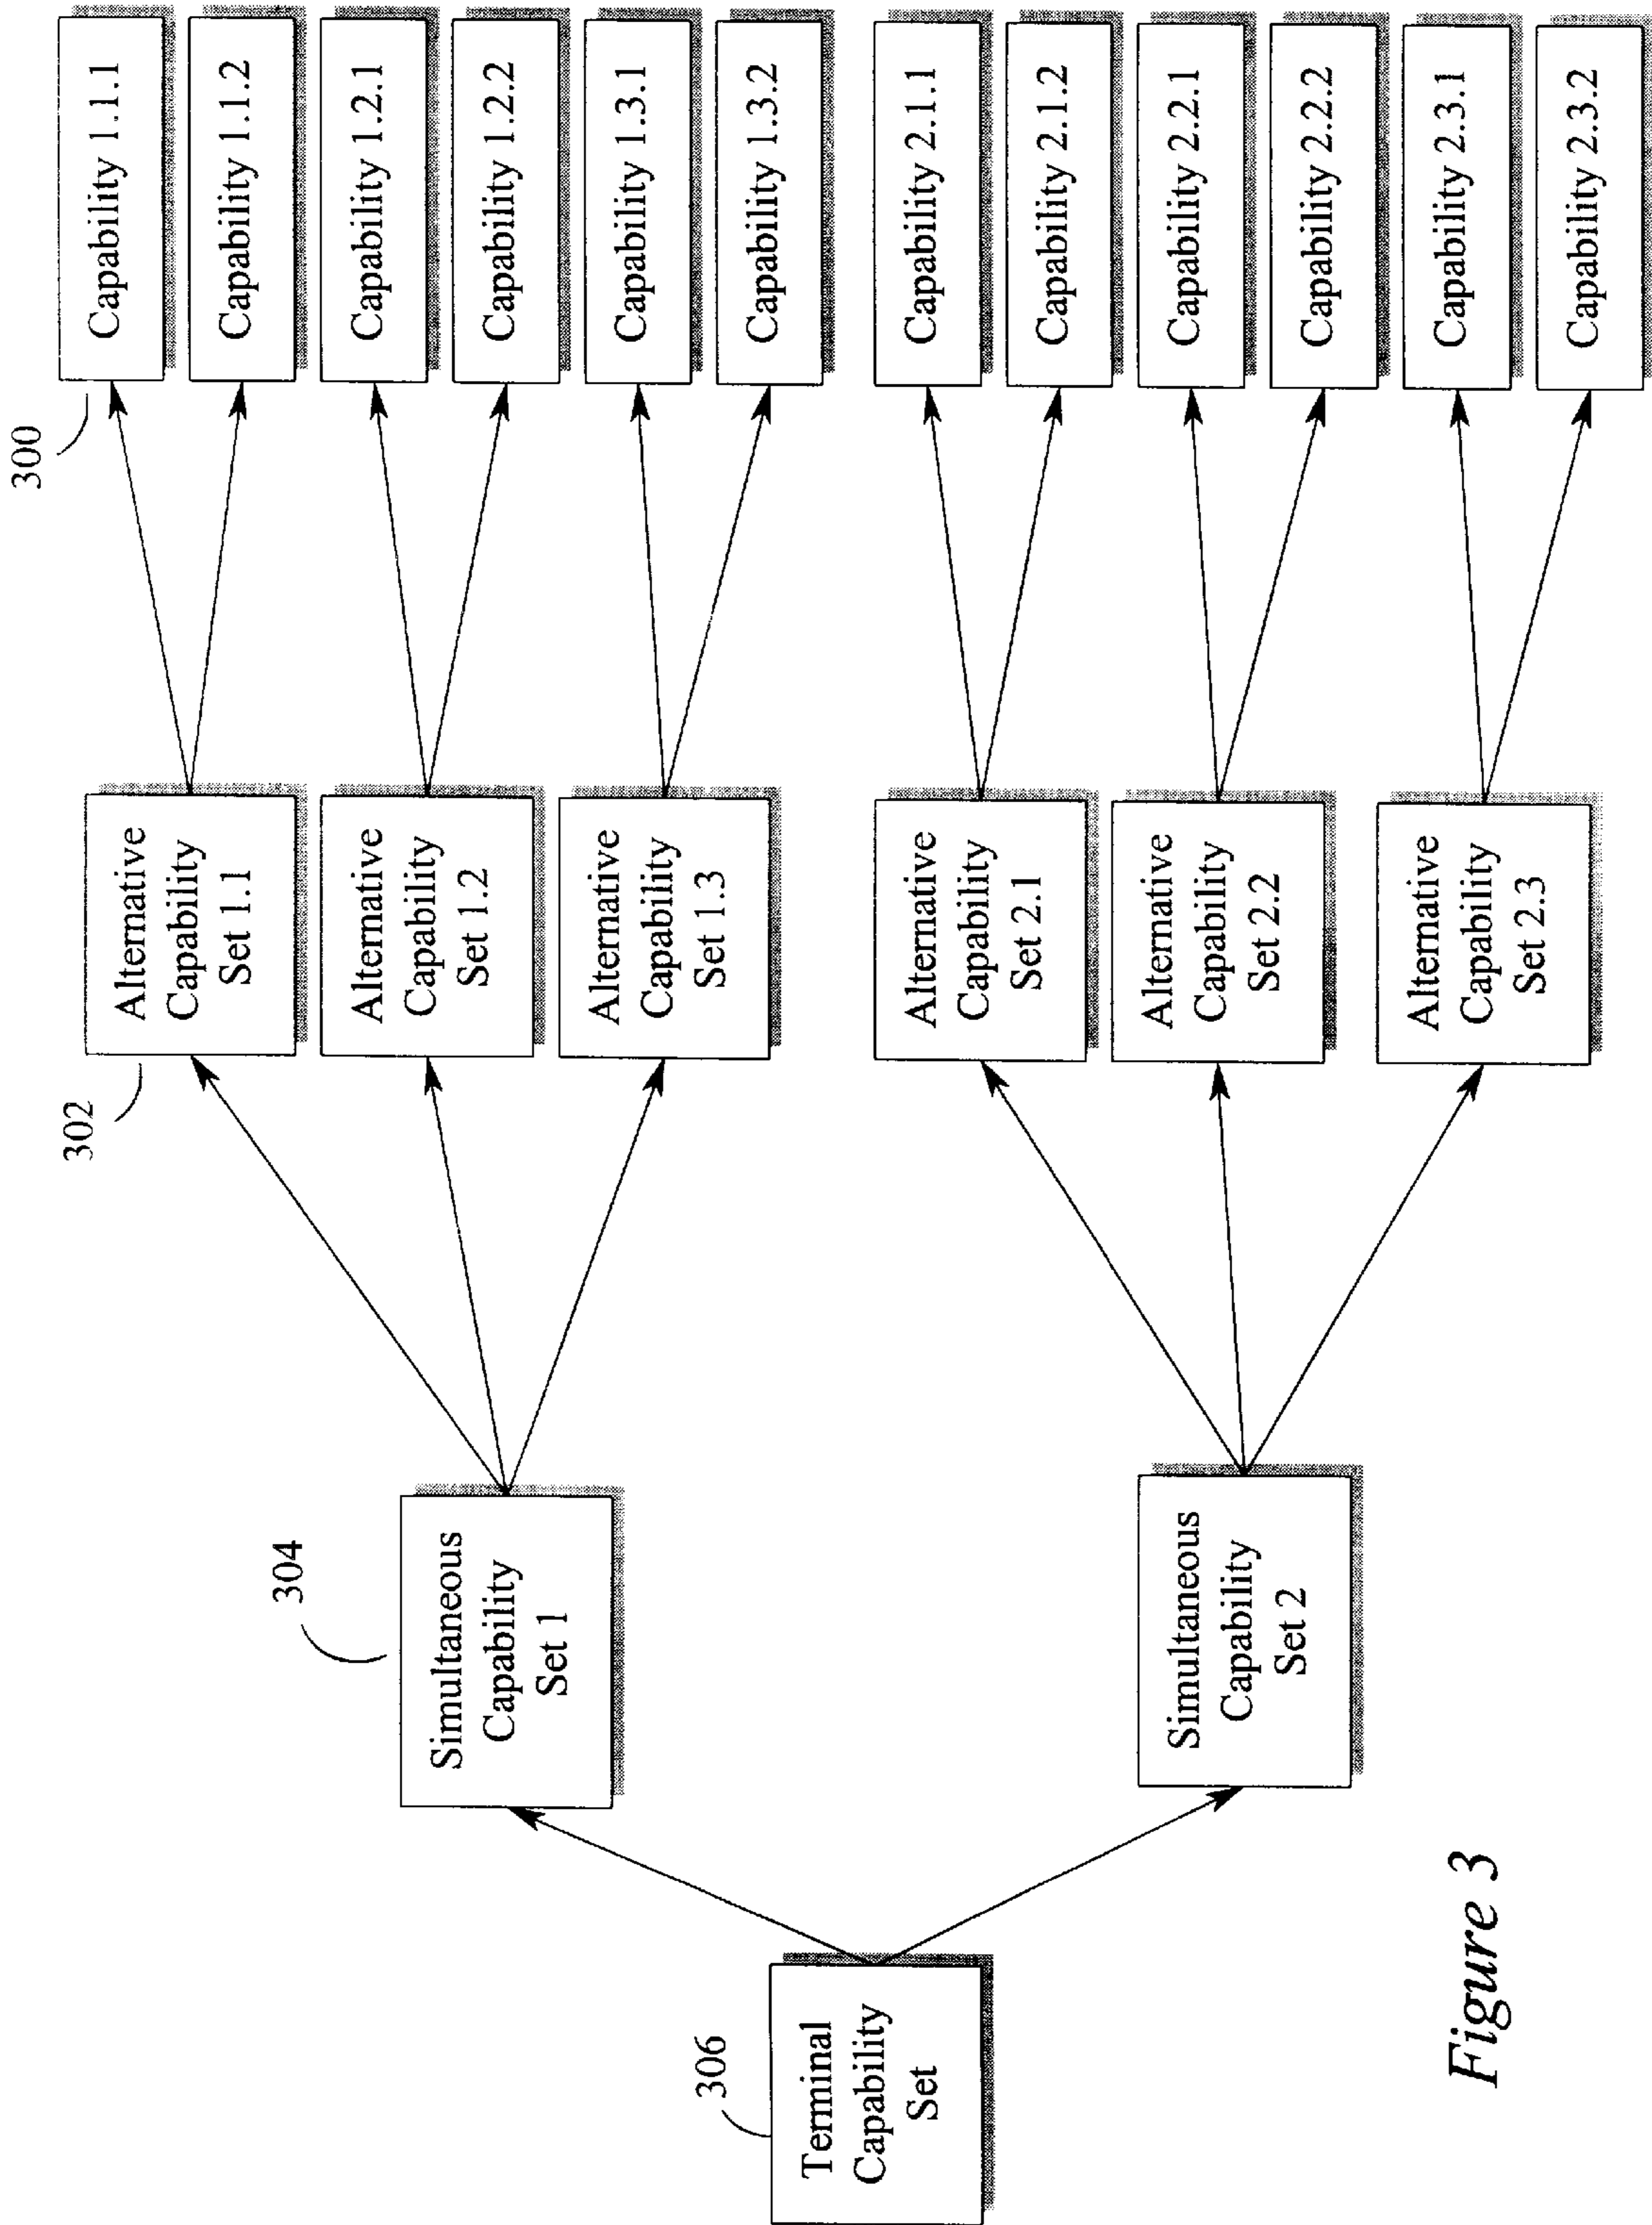 306
Terminal
Capability
Set
304
Simultaneous
Capability
Set 1
Simultaneous
Capability
Set 2
302
Alternative
Capability
Set 1.1
Alternative
Capability
Set 1.2
Alternative
Capability
Set 1.3
Alternative
Capability
Set 2.1
Alternative
Capability
Set 2.2
Alternative
Capability
Set 2.3
300
Capability 1.1.1
Capability 1.1.2
Capability 1.2.1
Capability 1.2.2
Capability 1.3.1
Capability 1.3.2
Capability 2.1.1
Capability 2.1.2
Capability 2.2.1
Capability 2.2.2
Capability 2.3.1
Capability 2.3.2
Figure 3